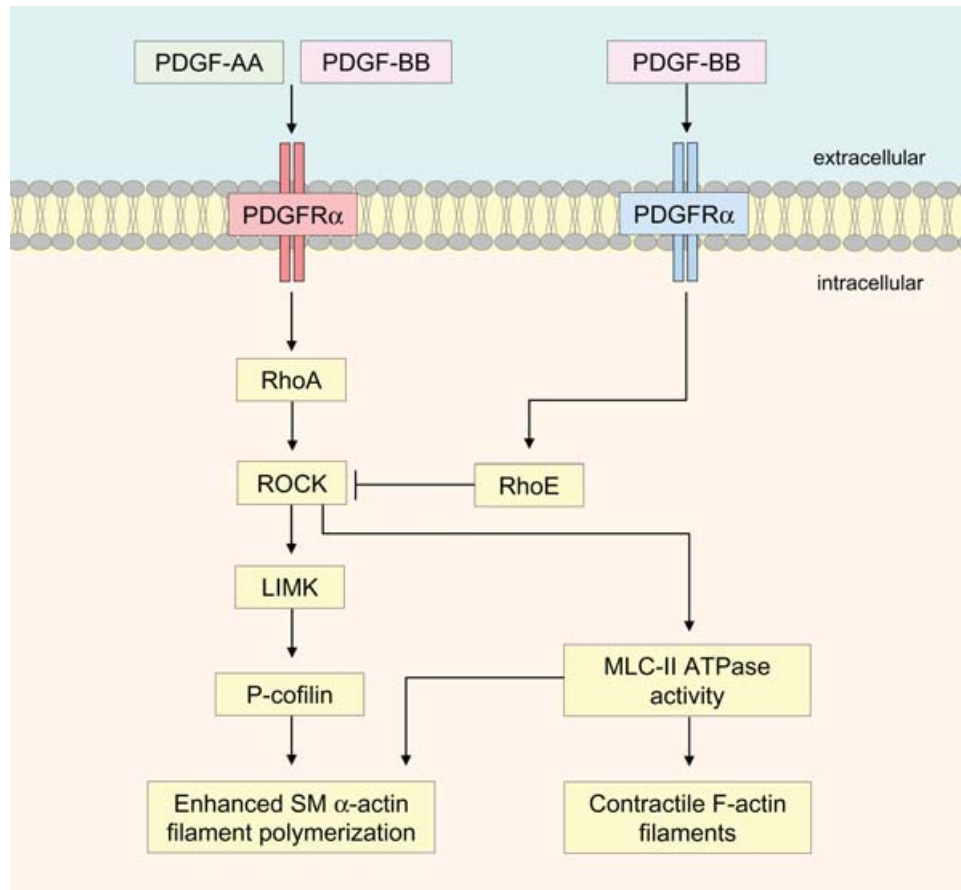 PDGF-AA
PDGF-BB
PDGF-BB
extracellular
PDGFRα
PDGFRα
intracellular
RhoA
ROCK
RhoE
LIMK
MLC-II ATPase
activity
P-cofilin
Enhanced SM α-actin
filament polymerization
Contractile F-actin
filaments